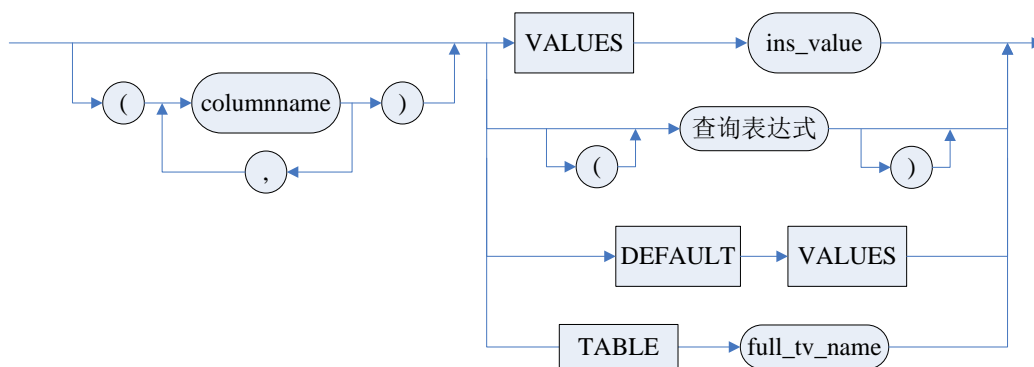 VALUES ins_value
( columnname )
,
( 查询表达式 )
DEFAULT VALUES
TABLE full_tv_name